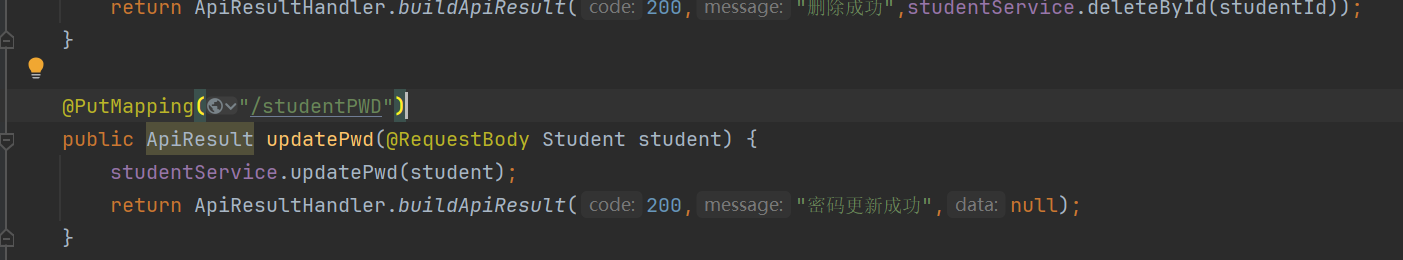 return ApiResultHandler.buildApiResult( code: 200, message: "删除成功",studentService.deleteById(studentId));
}
@PutMapping("/studentPWD")
public ApiResult updatePwd(@RequestBody Student student) {
studentService.updatePwd(student);
return ApiResultHandler.buildApiResult( code: 200, message: "密码更新成功", data: null);
}